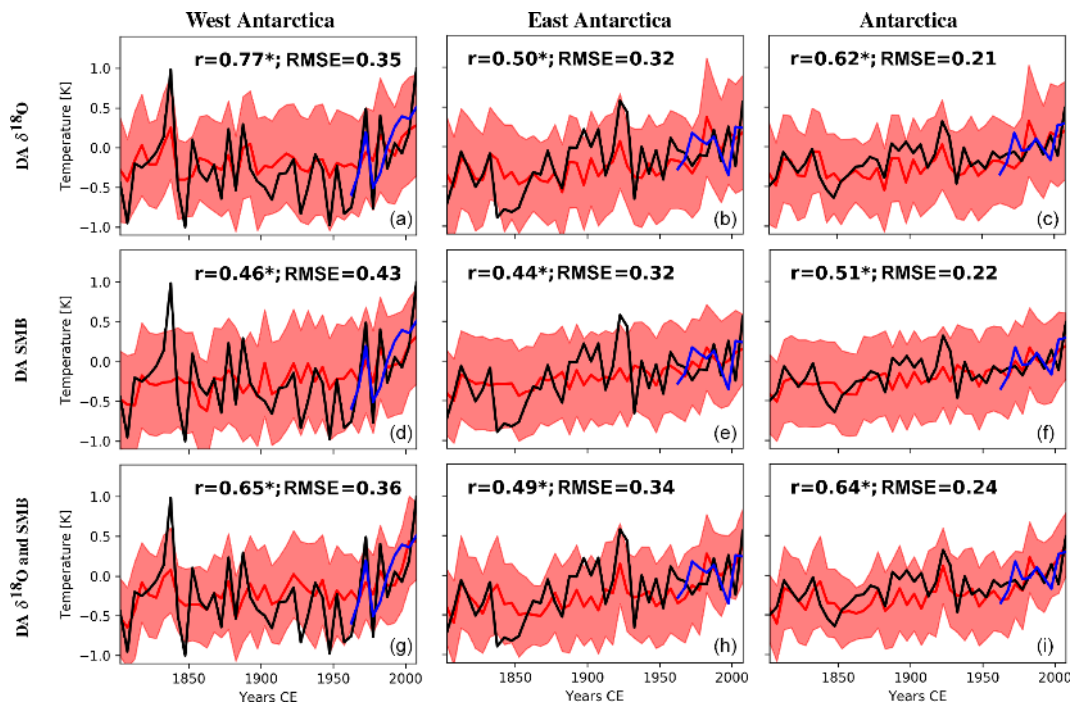 West Antarctica East Antarctica Antarctica
DA δ¹⁸O
Temperature [K]
1.0
0.5
0.0
−0.5
−1.0
r=0.77*; RMSE=0.35
(a)
r=0.50*; RMSE=0.32
(b)
r=0.62*; RMSE=0.21
(c)
DA SMB
Temperature [K]
1.0
0.5
0.0
−0.5
−1.0
r=0.46*; RMSE=0.43
(d)
r=0.44*; RMSE=0.32
(e)
r=0.51*; RMSE=0.22
(f)
DA δ¹⁸O and SMB
Temperature [K]
1.0
0.5
0.0
−0.5
−1.0
r=0.65*; RMSE=0.36
(g)
r=0.49*; RMSE=0.34
(h)
r=0.64*; RMSE=0.24
(i)
1850 1900 1950 2000 1850 1900 1950 2000 1850 1900 1950 2000
Years CE Years CE Years CE